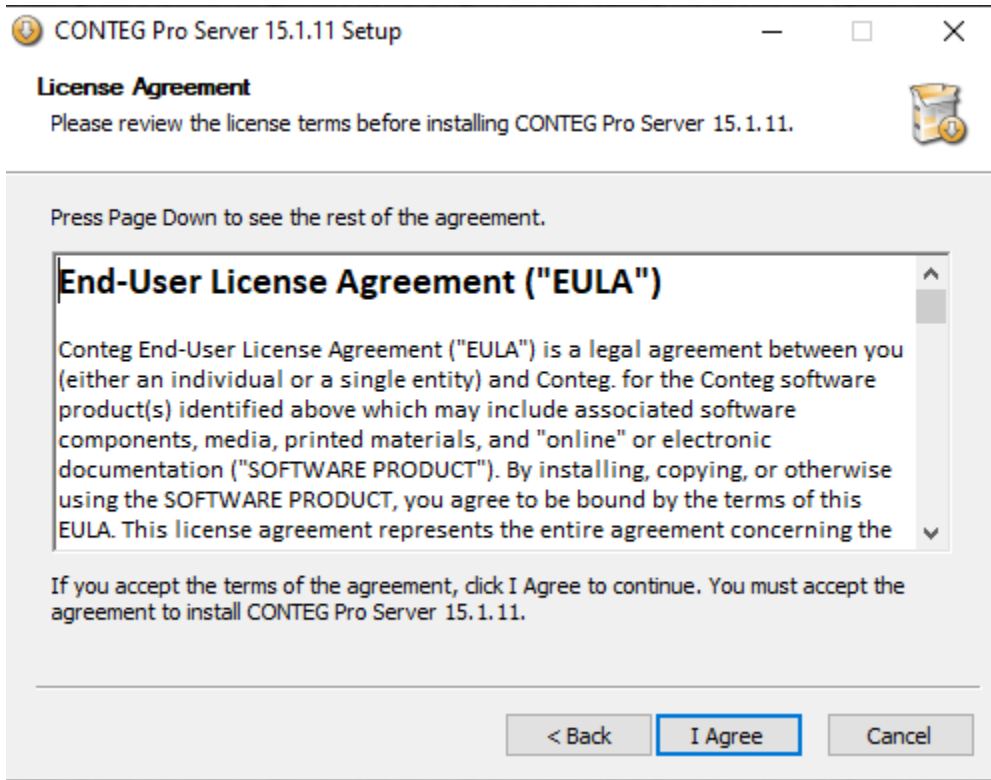 CONTEG Pro Server 15.1.11 Setup
License Agreement
Please review the license terms before installing CONTEG Pro Server 15.1.11.
Press Page Down to see the rest of the agreement.
End-User License Agreement ("EULA")
Conteg End-User License Agreement ("EULA") is a legal agreement between you
(either an individual or a single entity) and Conteg. for the Conteg software
product(s) identified above which may include associated software
components, media, printed materials, and "online" or electronic
documentation ("SOFTWARE PRODUCT"). By installing, copying, or otherwise
using the SOFTWARE PRODUCT, you agree to be bound by the terms of this
EULA. This license agreement represents the entire agreement concerning the
If you accept the terms of the agreement, click I Agree to continue. You must accept the
agreement to install CONTEG Pro Server 15.1.11.
< Back I Agree Cancel